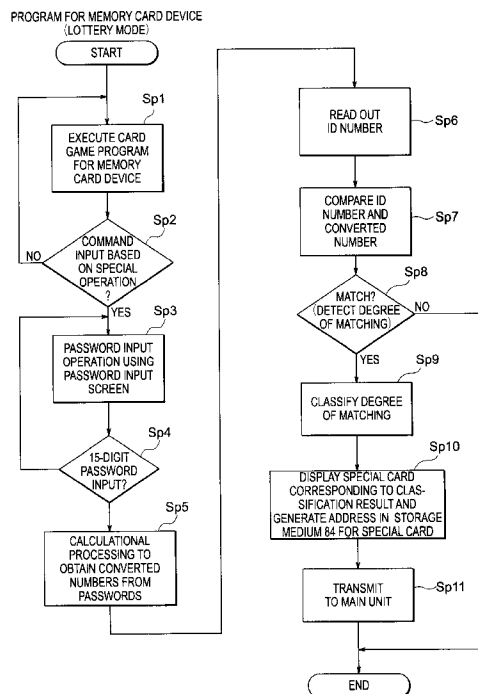 PROGRAM FOR MEMORY CARD DEVICE
(LOTTERY MODE)
START
Sp1
EXECUTE CARD
GAME PROGRAM
FOR MEMORY
CARD DEVICE
Sp2
COMMAND
INPUT BASED
ON SPECIAL
OPERATION
?
NO
YES
Sp3
PASSWORD INPUT
OPERATION USING
PASSWORD INPUT
SCREEN
Sp4
15-DIGIT
PASSWORD
INPUT?
Sp5
CALCULATIONAL
PROCESSING TO
OBTAIN CONVERTED
NUMBERS FROM
PASSWORDS
READ OUT
ID NUMBER
Sp6
COMPARE ID
NUMBER AND
CONVERTED
NUMBER
Sp7
Sp8
MATCH?
(DETECT DEGREE
OF MATCHING)
NO
YES
Sp9
CLASSIFY DEGREE
OF MATCHING
Sp10
DISPLAY SPECIAL CARD
CORRESPONDING TO CLAS-
SIFICATION RESULT AND
GENERATE ADDRESS IN STORAGE
MEDIUM 84 FOR SPECIAL CARD
TRANSMIT
TO MAIN UNIT
Sp11
END